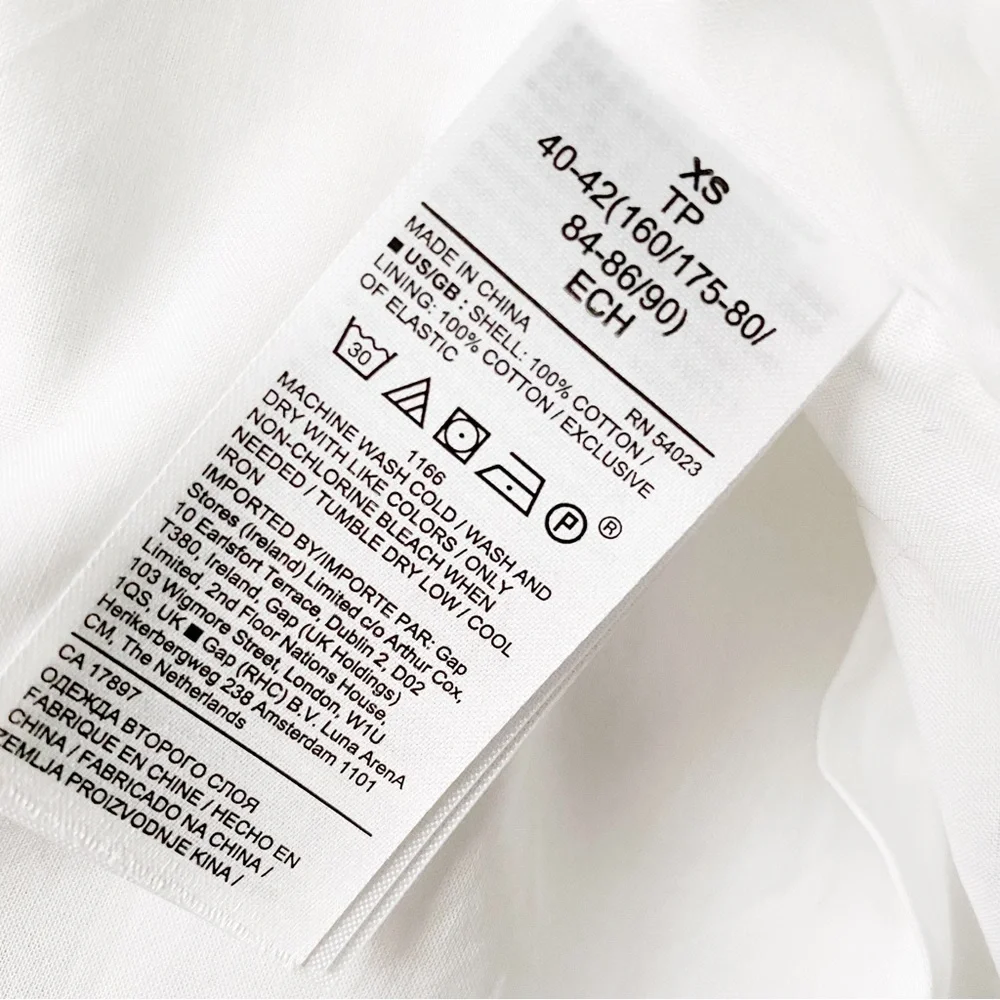 XS
TP
40-42(160/175-80/
84-86/90)
ECH
RN 54023
MADE IN CHINA
■ US/GB : SHELL: 100% COTTON /
LINING: 100% COTTON / EXCLUSIVE
OF ELASTIC
30
P
®
1166
MACHINE WASH COLD / WASH AND
DRY WITH LIKE COLORS / ONLY
NON-CHLORINE BLEACH WHEN
NEEDED / TUMBLE DRY LOW / COOL
IRON
IMPORTED BY/IMPORTE PAR: Gap
Stores (Ireland) Limited c/o Arthur Cox,
10 Earlsfort Terrace, Dublin 2, D02
T380, Ireland, Gap (UK Holdings)
Limited, 2nd Floor Nations House,
103 Wigmore Street, London, W1U
1QS, UK ■ Gap (RHC) B.V. Luna ArenA
Herikerbergweg 238 Amsterdam 1101
CM, The Netherlands
CA 17897
ОДЕЖДА ВТОРОГО СЛОЯ
FABRIQUE EN CHINE / HECHO EN
CHINA / FABRICADO NA CHINA /
ZEMLJA PROIZVODNJE KINA /